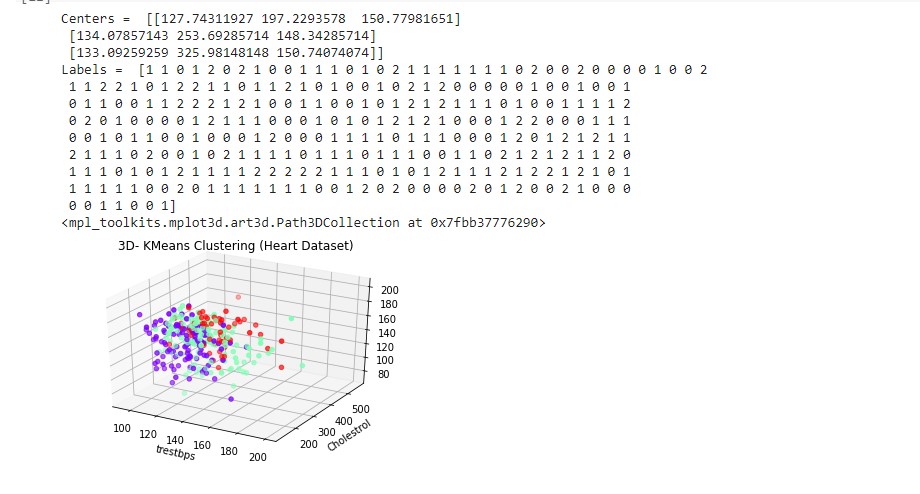 Centers =  [[127.74311927 197.2293578  150.77981651]
[134.07857143 253.69285714 148.34285714]
[133.09259259 325.98148148 150.74074074]]
Labels =  [1 1 0 1 2 0 2 1 0 0 1 1 1 0 1 0 2 1 1 1 1 1 1 1 0 2 0 0 2 0 0 0 0 1 0 0 2
1 1 2 2 1 0 1 2 2 1 1 0 1 1 2 1 0 1 0 0 1 0 2 1 2 0 0 0 0 0 1 0 0 1 0 0 1
0 1 1 0 0 1 1 2 2 2 1 2 1 0 0 1 1 0 0 1 0 1 2 1 2 1 1 1 0 1 0 0 1 1 1 1 2
0 2 0 1 0 0 0 0 1 2 1 1 1 0 0 0 1 0 1 0 1 2 1 2 1 0 0 0 1 2 2 0 0 0 1 1 1
0 0 1 0 1 1 0 0 1 0 0 0 1 2 0 0 0 1 1 1 1 0 1 1 1 0 0 0 1 2 0 1 2 1 2 1 1
2 1 1 1 0 2 0 0 1 0 2 1 1 1 1 0 1 1 1 0 1 1 1 0 0 1 1 0 2 1 2 1 2 1 1 2 0
1 1 1 0 1 0 1 2 1 1 1 2 2 2 2 2 1 1 1 0 1 0 1 2 1 1 1 2 1 2 2 1 2 1 0 1
1 1 1 1 1 0 0 2 0 1 1 1 1 1 1 1 0 0 1 2 0 2 0 0 0 0 2 0 1 2 0 0 2 1 0 0 0
0 0 1 1 0 0 1]
<mpl_toolkits.mplot3d.art3d.Path3DCollection at 0x7fbb37776290>
3D- KMeans Clustering (Heart Dataset)
200
180
160
140
120
100
80
500
400
300
200
Cholestrol
100 120 140 160 180 200
trestbps